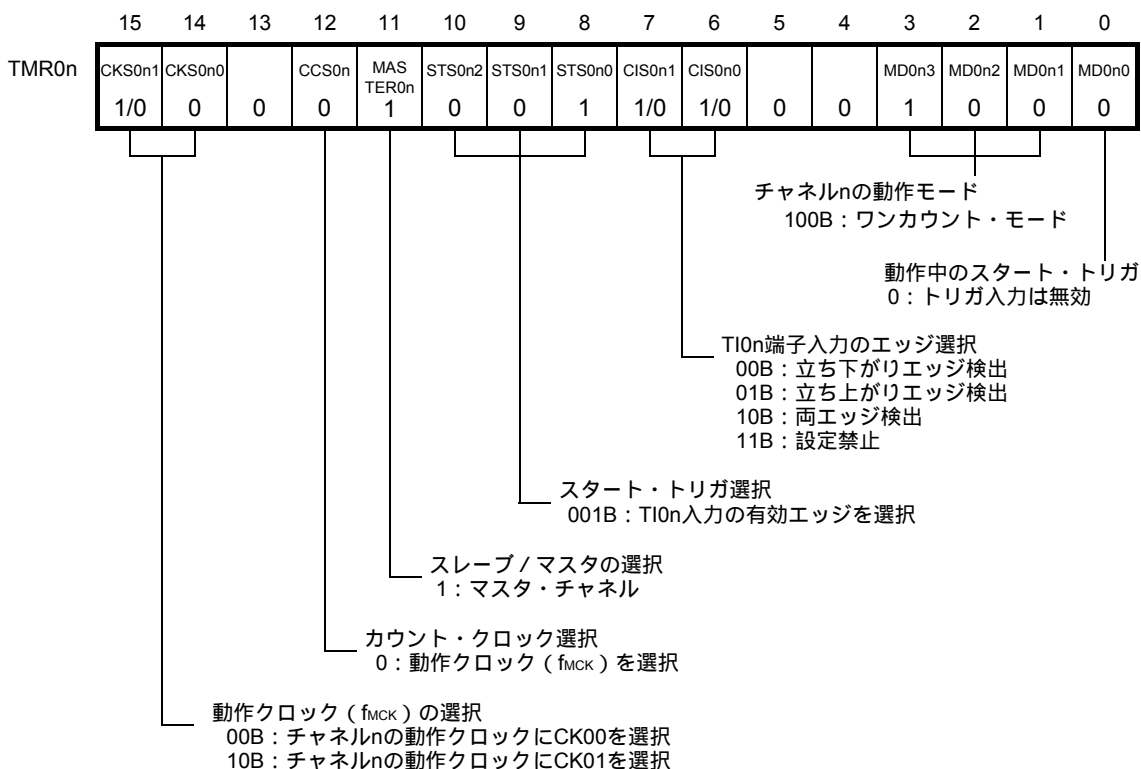 15 14 13 12 11 10 9 8 7 6 5 4 3 2 1 0
TMR0n CKS0n1 CKS0n0 CCS0n MAS STS0n2 STS0n1 STS0n0 CIS0n1 CIS0n0 MD0n3 MD0n2 MD0n1 MD0n0
TER0n
1/0 0 0 0 1 0 0 1 1/0 1/0 0 0 1 0 0 0
チャネルnの動作モード
100B：ワンカウント・モード
動作中のスタート・トリガ
0：トリガ入力は無効
TI0n端子入力のエッジ選択
00B：立ち下がりエッジ検出
01B：立ち上がりエッジ検出
10B：両エッジ検出
11B：設定禁止
スタート・トリガ選択
001B：TI0n入力の有効エッジを選択
スレーブ／マスタの選択
1：マスタ・チャネル
カウント・クロック選択
0：動作クロック（fMCK）を選択
動作クロック（fMCK）の選択
00B：チャネルnの動作クロックにCK00を選択
10B：チャネルnの動作クロックにCK01を選択